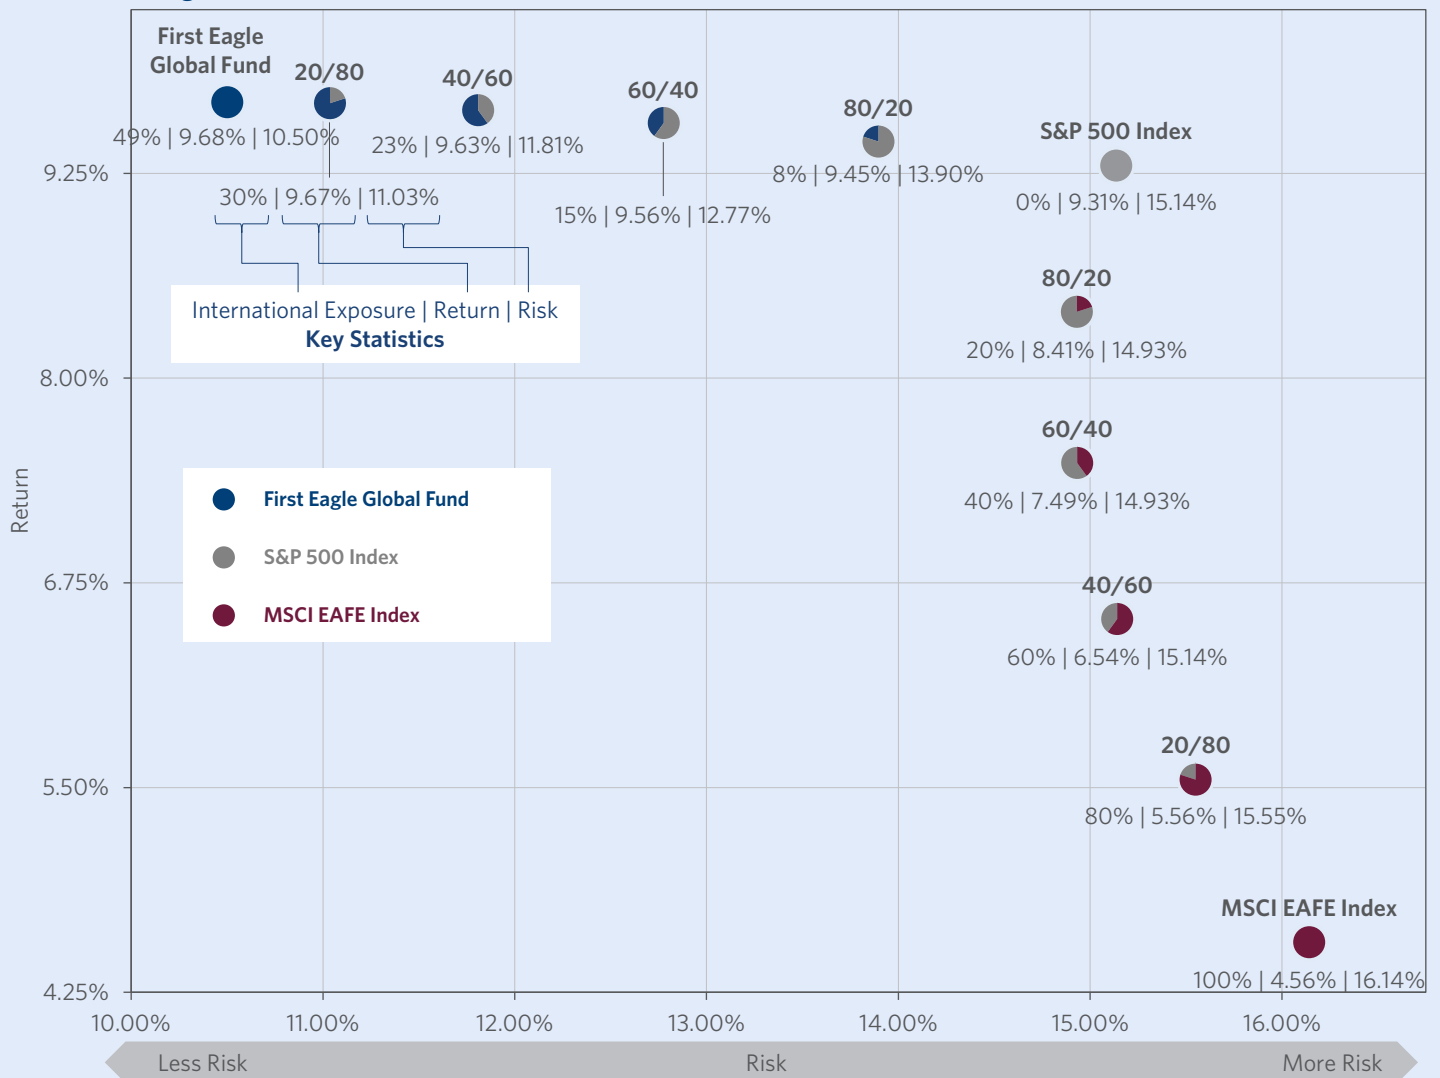 First Eagle
Global Fund
20/80
40/60
60/40
80/20
S&P 500 Index
49% | 9.68% | 10.50%
23% | 9.63% | 11.81%
8% | 9.45% | 13.90%
9.25%
30% | 9.67% | 11.03%
15% | 9.56% | 12.77%
0% | 9.31% | 15.14%
80/20
International Exposure | Return | Risk
Key Statistics
20% | 8.41% | 14.93%
8.00%
60/40
Return
First Eagle Global Fund
40% | 7.49% | 14.93%
S&P 500 Index
6.75%
40/60
MSCI EAFE Index
60% | 6.54% | 15.14%
20/80
5.50%
80% | 5.56% | 15.55%
MSCI EAFE Index
100% | 4.56% | 16.14%
4.25%
10.00% 11.00% 12.00% 13.00% 14.00% 15.00% 16.00%
Less Risk Risk More Risk